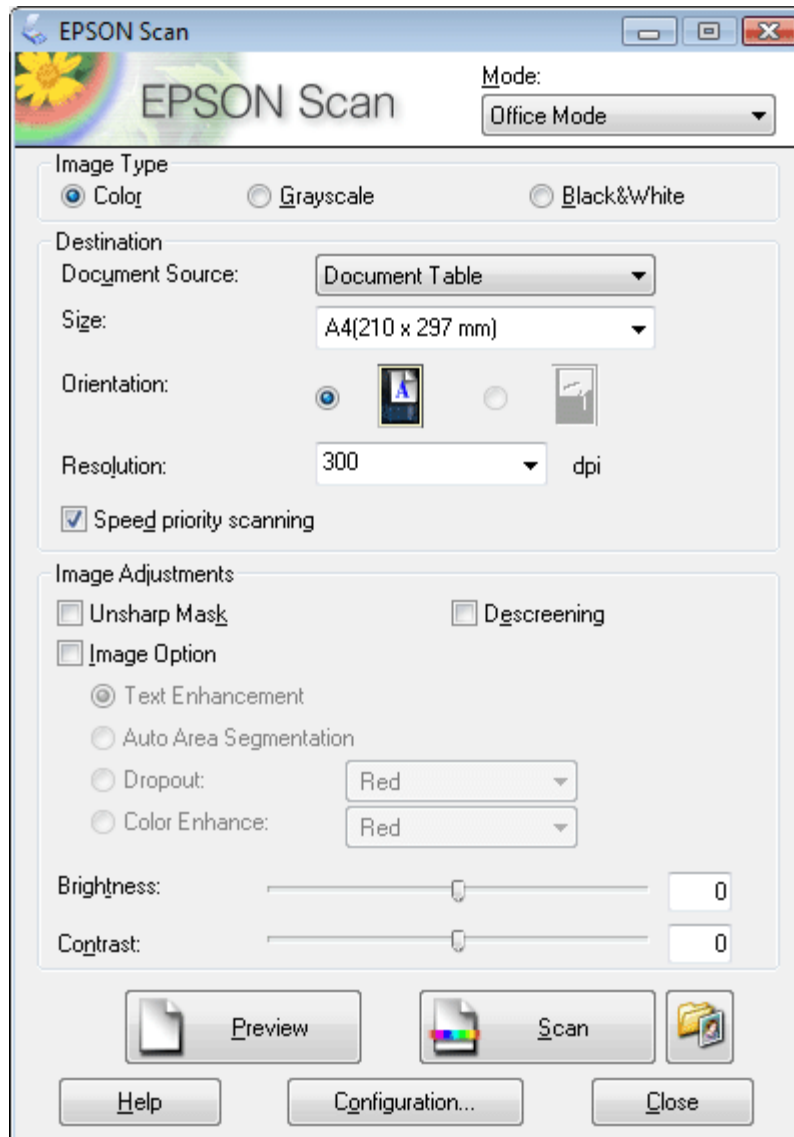 EPSON Scan
EPSON Scan
Mode:
Office Mode
Image Type
Color Grayscale Black&White
Destination
Document Source: Document Table
Size: A4(210 x 297 mm)
Orientation: A
Resolution: 300 dpi
Speed priority scanning
Image Adjustments
Unsharp Mask Descreening
Image Option
Text Enhancement
Auto Area Segmentation
Dropout: Red
Color Enhance: Red
Brightness: 0
Contrast: 0
Preview Scan
Help Configuration... Close